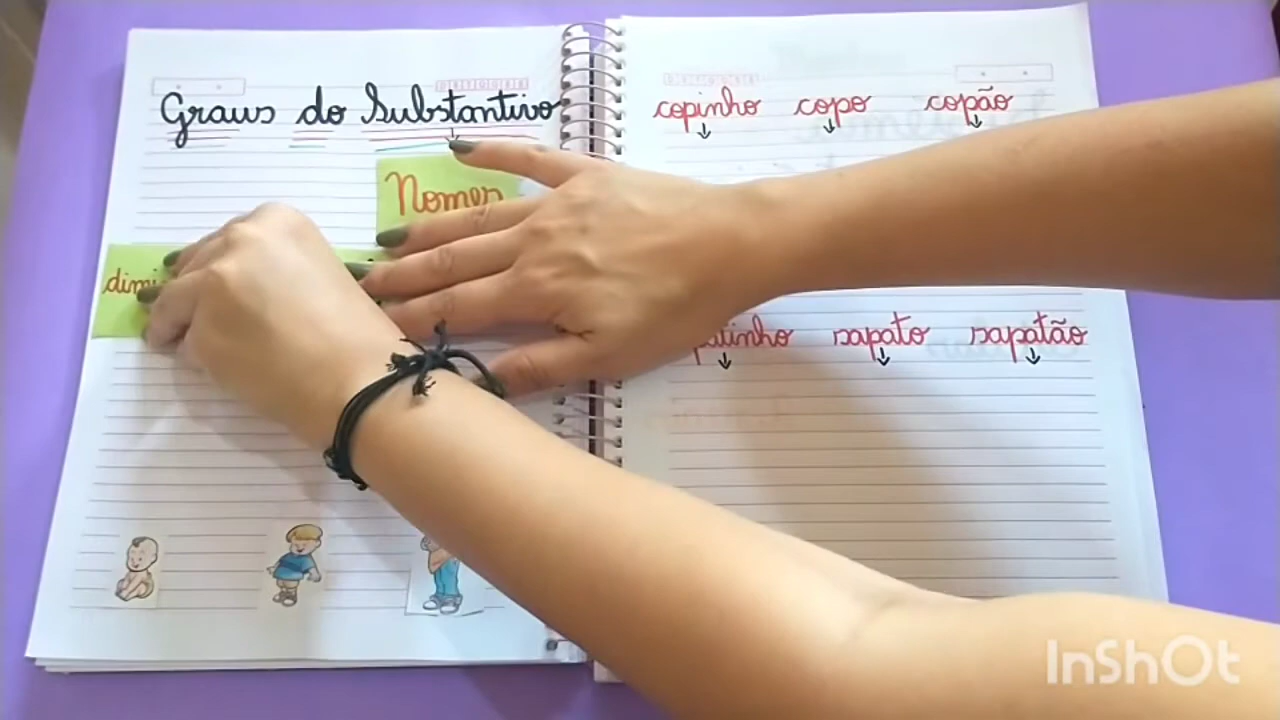 Graus do Substantivo
Nomes
copinho copo copão
sapato sapatão
InShOt